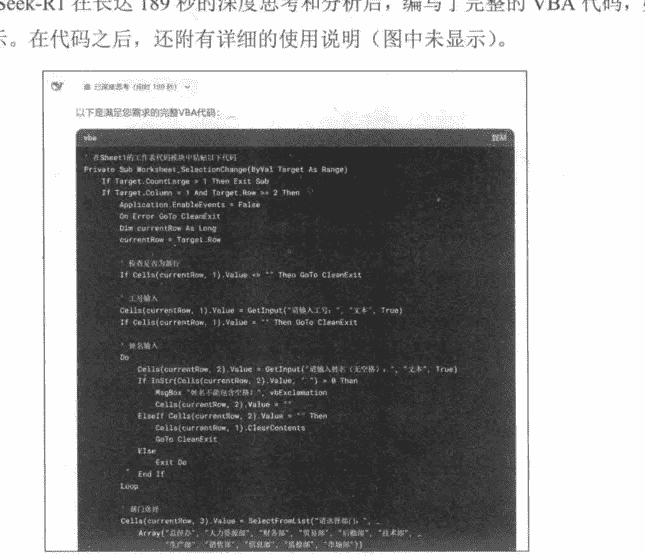 Seek-R1 在长达 189 秒的深度思考和分析后，编写了完整的 VBA 代码，
示。在代码之后，还附有详细的使用说明（图中未显示）。
已深度思考（用时 189 秒）
以下是满足您需求的完整VBA代码：
vba 复制
' 在Sheet1的工作表代码模块中粘贴以下代码
Private Sub Worksheet_SelectionChange(ByVal Target As Range)
If Target.CountLarge > 1 Then Exit Sub
If Target.Column = 1 And Target.Row >= 2 Then
Application.EnableEvents = False
On Error GoTo CleanExit
Dim currentRow As Long
currentRow = Target.Row
' 检查是否为新行
If Cells(currentRow, 1).Value <> "" Then GoTo CleanExit
' 工号输入
Cells(currentRow, 1).Value = GetInput("请输入工号：", "文本", True)
If Cells(currentRow, 1).Value = "" Then GoTo CleanExit
' 姓名输入
Do
Cells(currentRow, 2).Value = GetInput("请输入姓名（无空格）：", "文本", True)
If InStr(Cells(currentRow, 2).Value, " ") > 0 Then
MsgBox "姓名不能包含空格！", vbExclamation
Cells(currentRow, 2).Value = ""
ElseIf Cells(currentRow, 2).Value = "" Then
Cells(currentRow, 1).ClearContents
GoTo CleanExit
Else
Exit Do
End If
Loop
' 部门选择
Cells(currentRow, 3).Value = SelectFromList("请选择部门：", _
Array("总经办", "人力资源部", "财务部", "贸易部", "后勤部", "技术部", _
"生产部", "销售部", "信息部", "质检部", "市场部"))